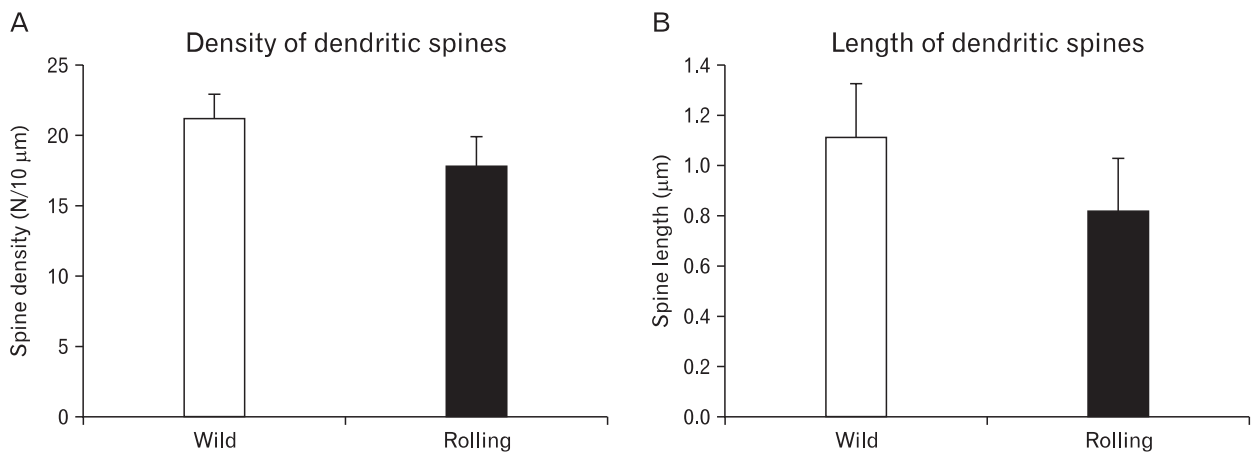 A
Density of dendritic spines
Spine density (N/10 μm)
25
20
15
10
5
0
Wild
Rolling
B
Length of dendritic spines
Spine length (μm)
1.4
1.2
1.0
0.8
0.6
0.4
0.2
0.0
Wild
Rolling